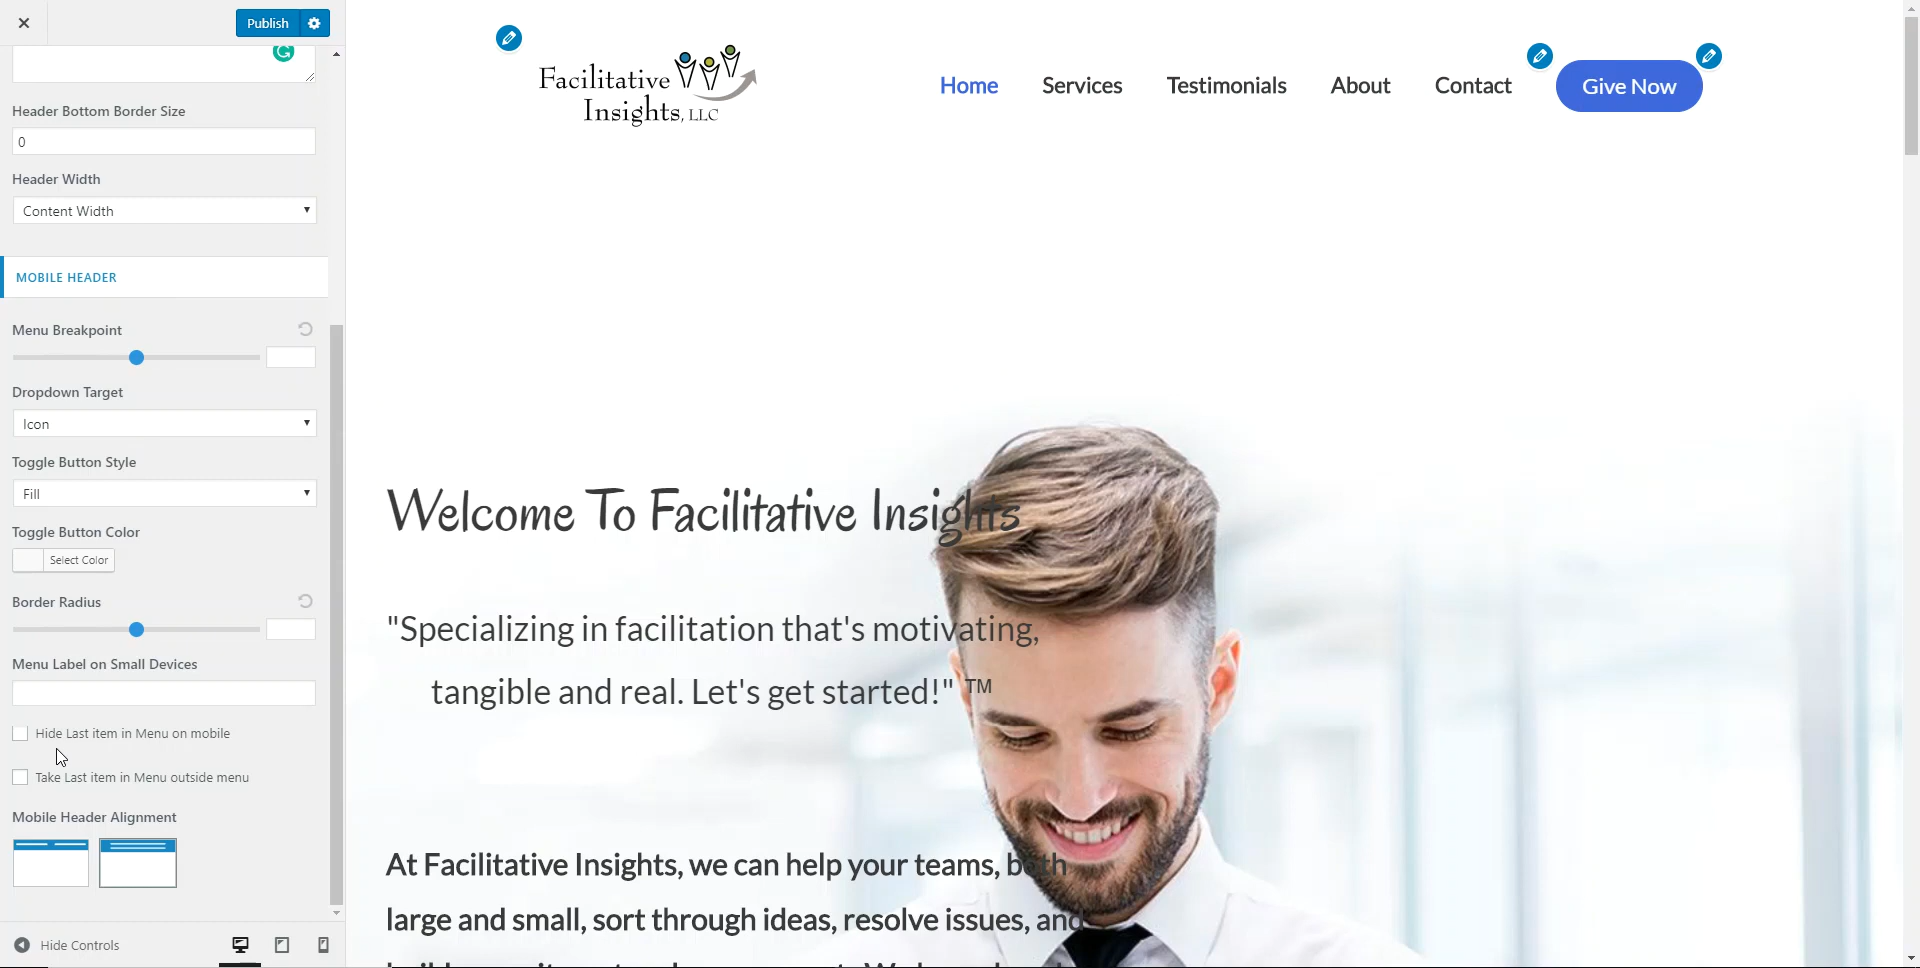 Publish
Header Bottom Border Size
0
Header Width
Content Width
MOBILE HEADER
Menu Breakpoint
Dropdown Target
Icon
Toggle Button Style
Fill
Toggle Button Color
Select Color
Border Radius
Menu Label on Small Devices
Hide Last item in Menu on mobile
Take Last item in Menu outside menu
Mobile Header Alignment
Hide Controls
Facilitative
Insights, LLC
Home Services Testimonials About Contact Give Now
Welcome To Facilitative Insights
"Specializing in facilitation that's motivating,
tangible and real. Let's get started!" ™
At Facilitative Insights, we can help your teams, both
large and small, sort through ideas, resolve issues, and